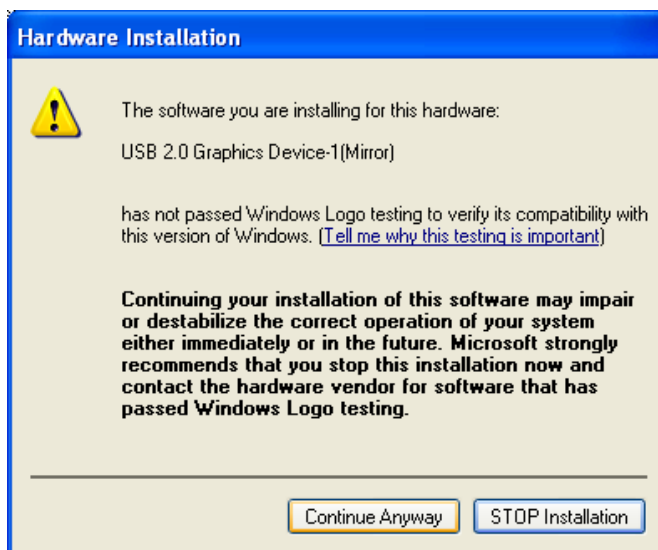 Hardware Installation
The software you are installing for this hardware:
USB 2.0 Graphics Device-1(Mirror)
has not passed Windows Logo testing to verify its compatibility with
this version of Windows. (Tell me why this testing is important)
Continuing your installation of this software may impair
or destabilize the correct operation of your system
either immediately or in the future. Microsoft strongly
recommends that you stop this installation now and
contact the hardware vendor for software that has
passed Windows Logo testing.
Continue Anyway
STOP Installation